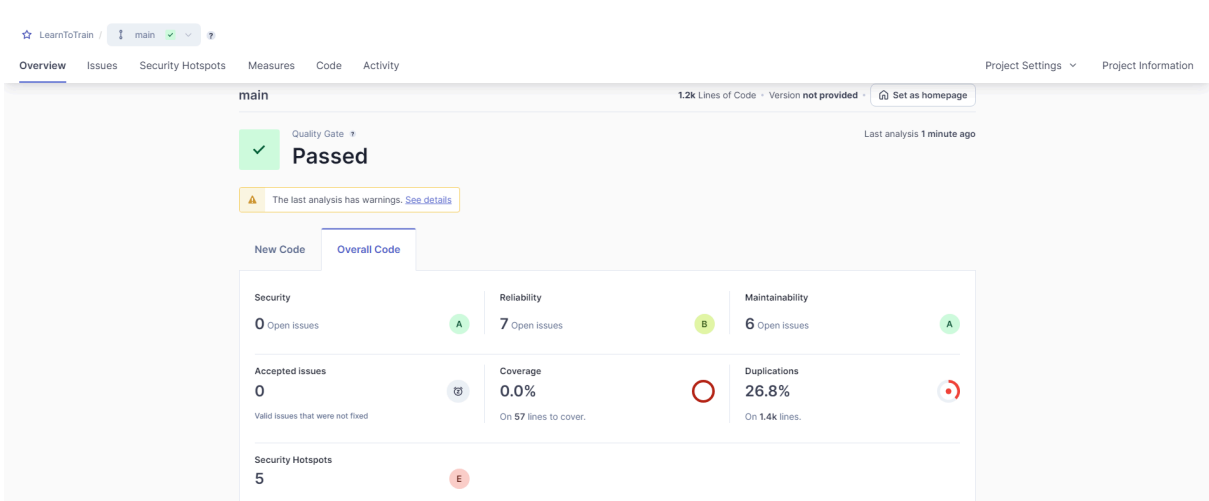 LearnToTrain / main ?
Overview Issues Security Hotspots Measures Code Activity Project Settings Project Information
main 1.2k Lines of Code · Version not provided · Set as homepage
Quality Gate ? Last analysis 1 minute ago
Passed
The last analysis has warnings. See details
New Code Overall Code
Security Reliability Maintainability
0 Open issues A 7 Open issues B 6 Open issues A
Accepted issues Coverage Duplications
0 0.0% 26.8%
Valid issues that were not fixed On 57 lines to cover. On 1.4k lines.
Security Hotspots
5 E